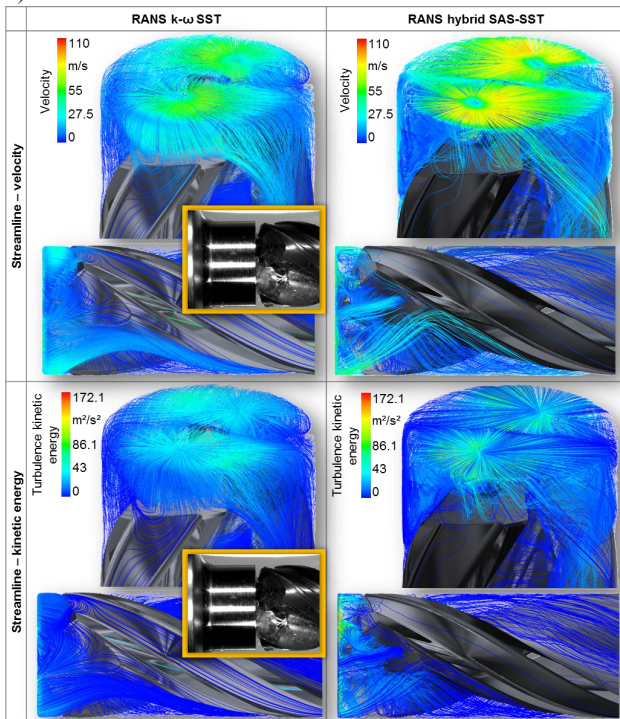 RANS k-ω SST
RANS hybrid SAS-SST
Streamline – velocity
Velocity
110
m/s
55
27.5
0
Velocity
110
m/s
55
27.5
0
Streamline – kinetic energy
Turbulence kinetic
energy
172.1
m²/s²
86.1
43
0
Turbulence kinetic
energy
172.1
m²/s²
86.1
43
0